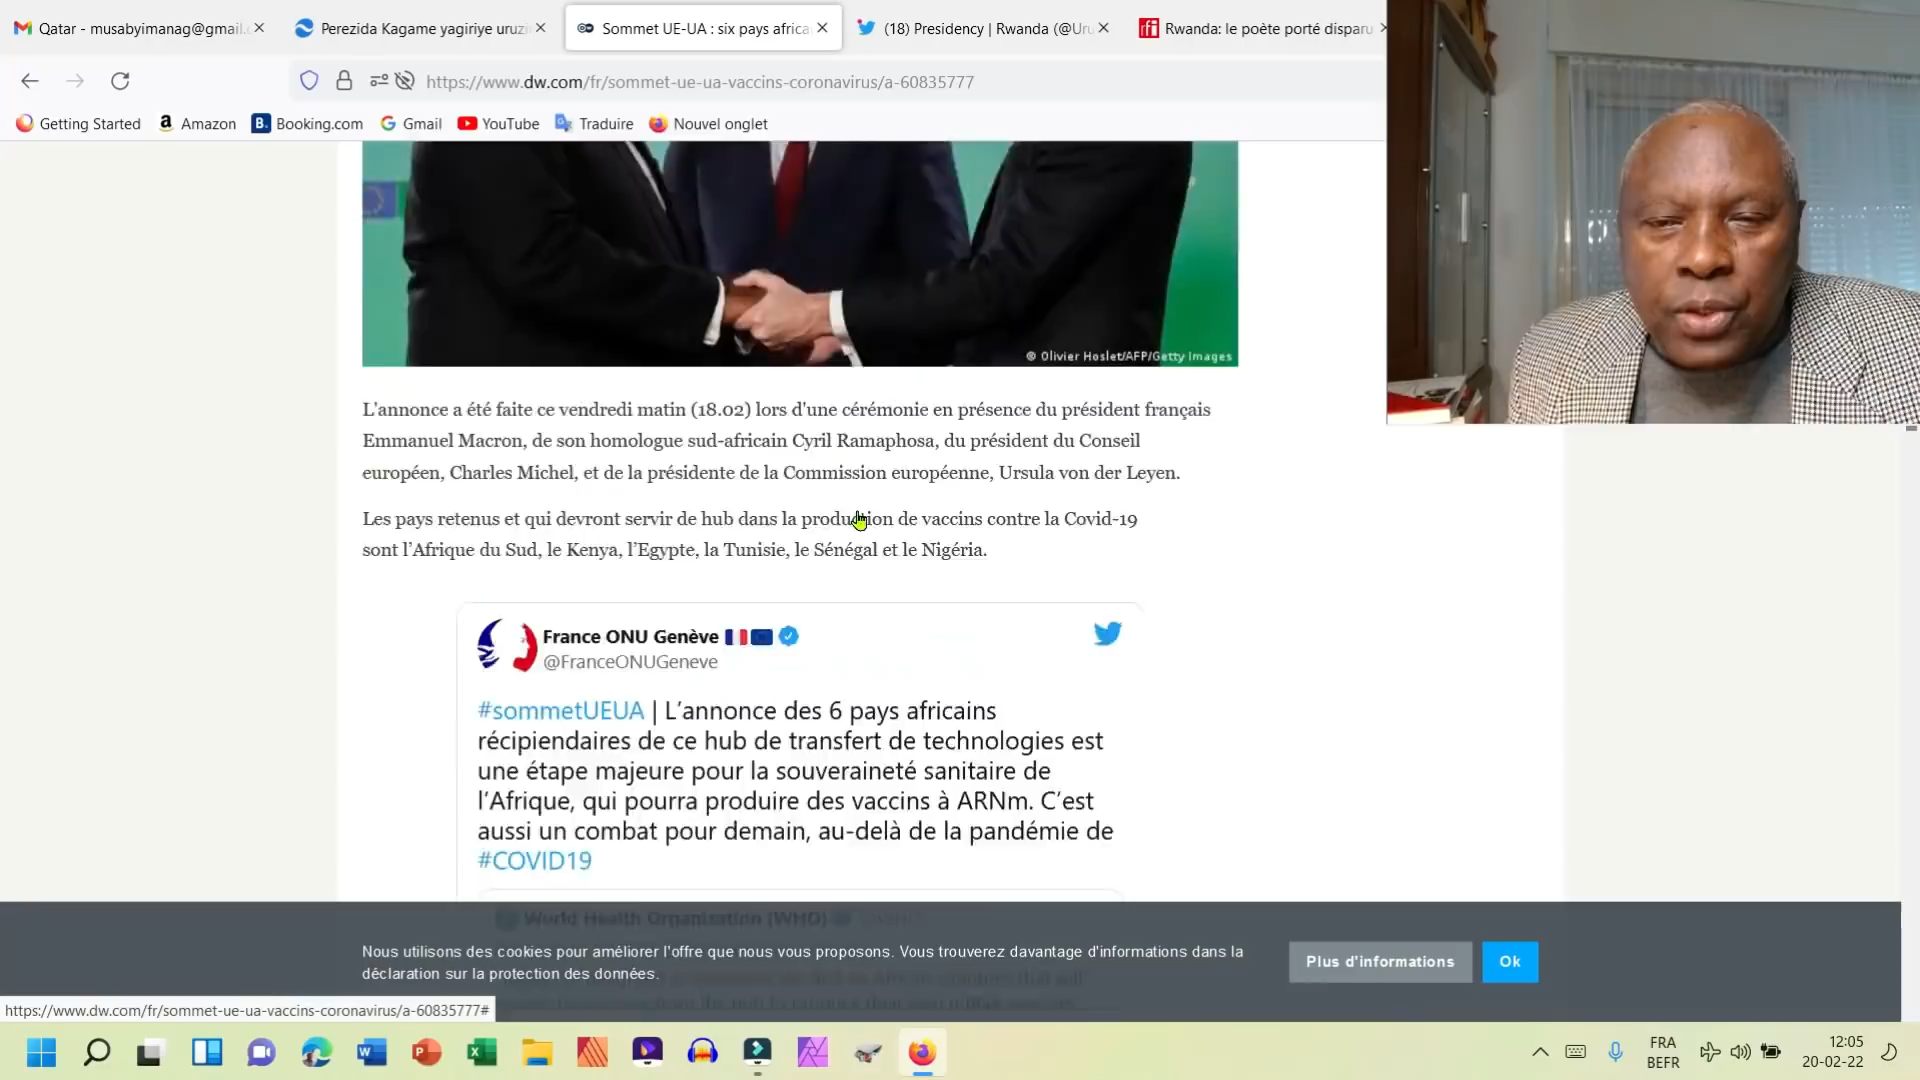 Qatar - musabyimanag@gmail.
Perezida Kagame yagiriye uruzi
Sommet UE-UA : six pays africa
(18) Presidency | Rwanda (@Uru
rfi Rwanda: le poète porté disparu
https://www.dw.com/fr/sommet-ue-ua-vaccins-coronavirus/a-60835777
Getting Started
Amazon
B. Booking.com
Gmail
YouTube
Traduire
Nouvel onglet
© Olivier Hoslet/AFP/Getty Images
L'annonce a été faite ce vendredi matin (18.02) lors d'une cérémonie en présence du président français
Emmanuel Macron, de son homologue sud-africain Cyril Ramaphosa, du président du Conseil
européen, Charles Michel, et de la présidente de la Commission européenne, Ursula von der Leyen.
Les pays retenus et qui devront servir de hub dans la production de vaccins contre la Covid-19
sont l'Afrique du Sud, le Kenya, l'Egypte, la Tunisie, le Sénégal et le Nigéria.
France ONU Genève
@FranceONUGeneve
#sommetUEUA | L'annonce des 6 pays africains
récipiendaires de ce hub de transfert de technologies est
une étape majeure pour la souveraineté sanitaire de
l'Afrique, qui pourra produire des vaccins à ARNm. C'est
aussi un combat pour demain, au-delà de la pandémie de
#COVID19
World Health Organisation (WHO)
Nous utilisons des cookies pour améliorer l'offre que nous vous proposons. Vous trouverez davantage d'informations dans la
déclaration sur la protection des données.
Plus d'informations
Ok
https://www.dw.com/fr/sommet-ue-ua-vaccins-coronavirus/a-60835777#
FRA
BEFR
12:05
20-02-22